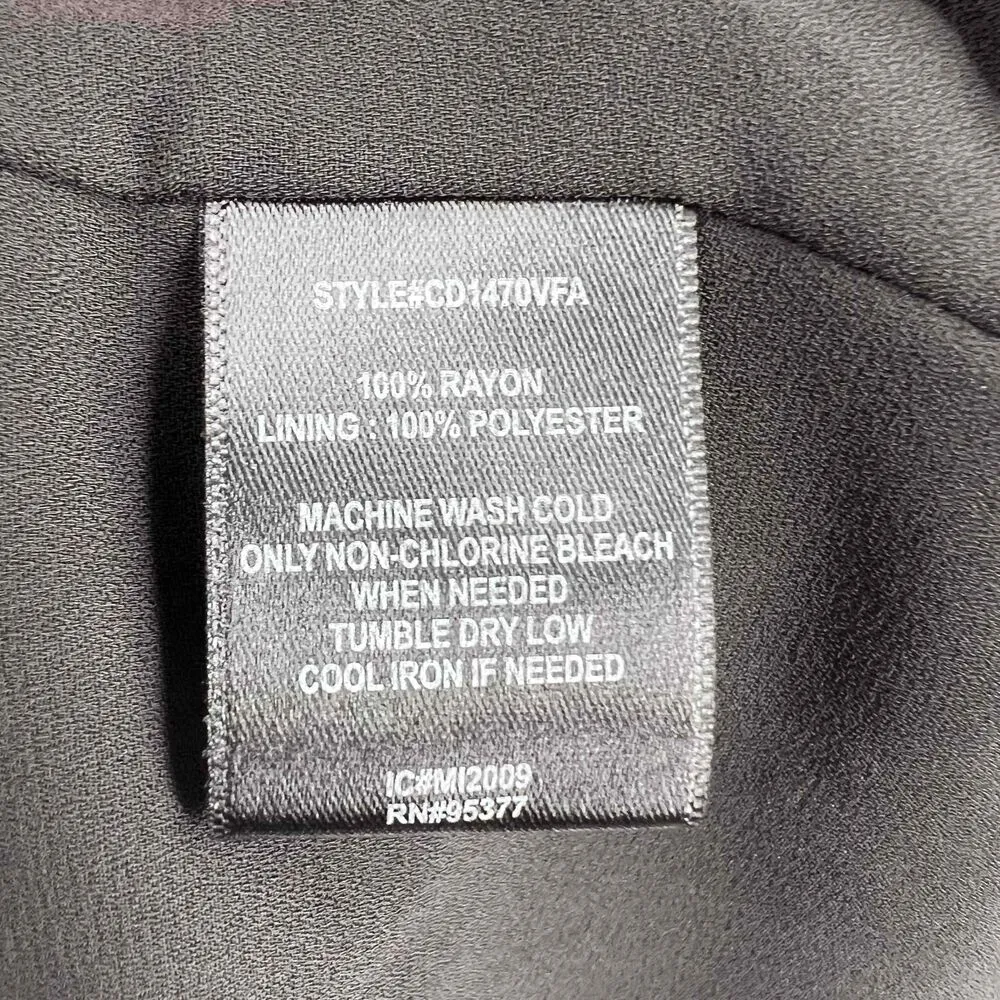 STYLE#CD1470VFA
100% RAYON
LINING : 100% POLYESTER
MACHINE WASH COLD
ONLY NON-CHLORINE BLEACH
WHEN NEEDED
TUMBLE DRY LOW
COOL IRON IF NEEDED
IC#MI2009
RN#95377